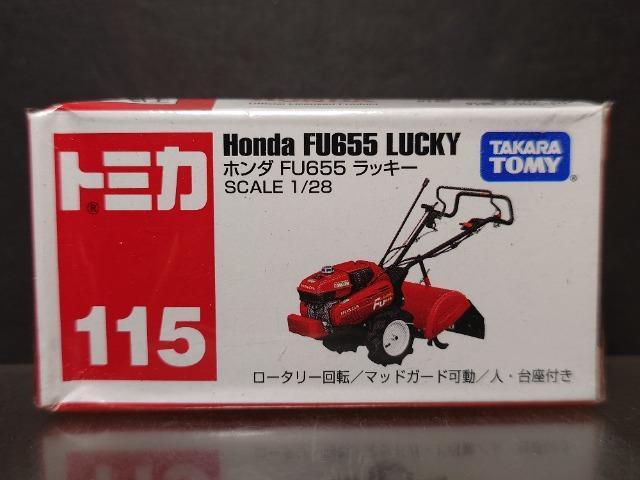 トミカ
®
115
Honda FU655 LUCKY
ホンダ FU655 ラッキー
SCALE 1/28
TAKARA
TOMY
®
HONDA
ロータリー回転／マッドガード可動／人・台座付き